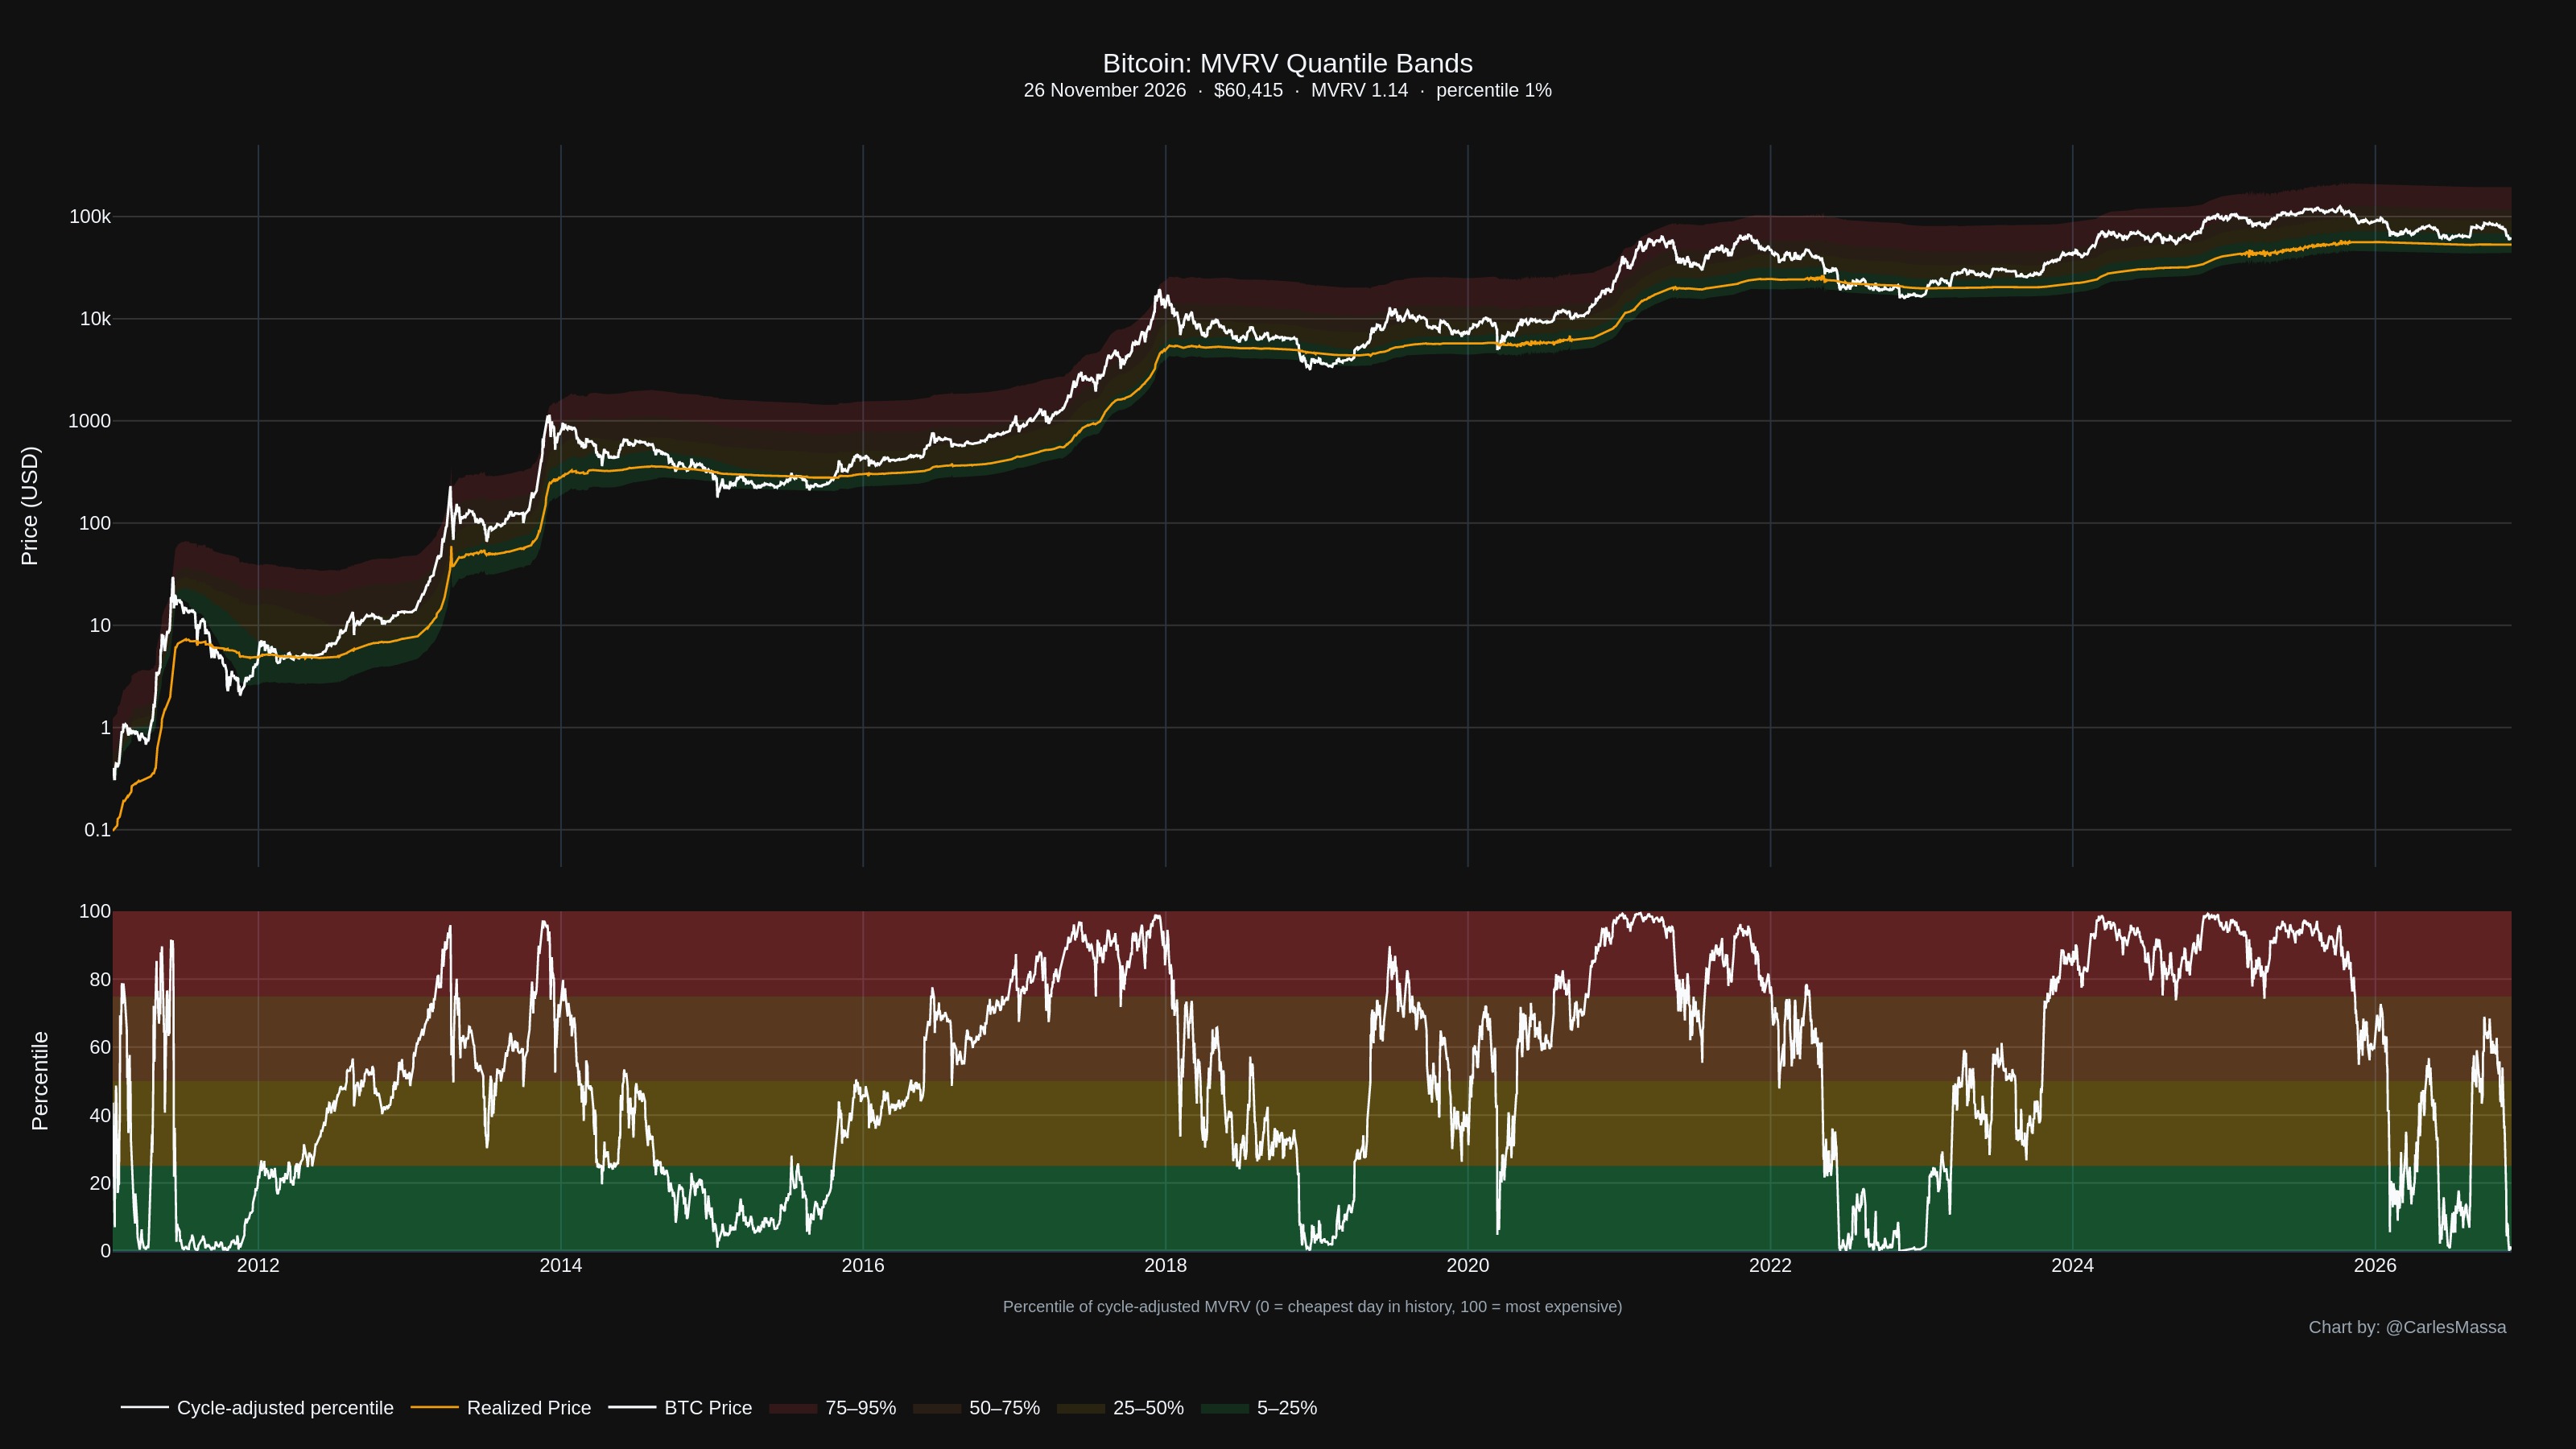 Bitcoin: MVRV Quantile Bands
26 November 2026 · $60,415 · MVRV 1.14 · percentile 1%
Price (USD)
100k
10k
1000
100
10
1
0.1
Percentile
100
80
60
40
20
0
2012 2014 2016 2018 2020 2022 2024 2026
Percentile of cycle-adjusted MVRV (0 = cheapest day in history, 100 = most expensive)
Chart by: @CarlesMassa
Cycle-adjusted percentile Realized Price BTC Price 75–95% 50–75% 25–50% 5–25%